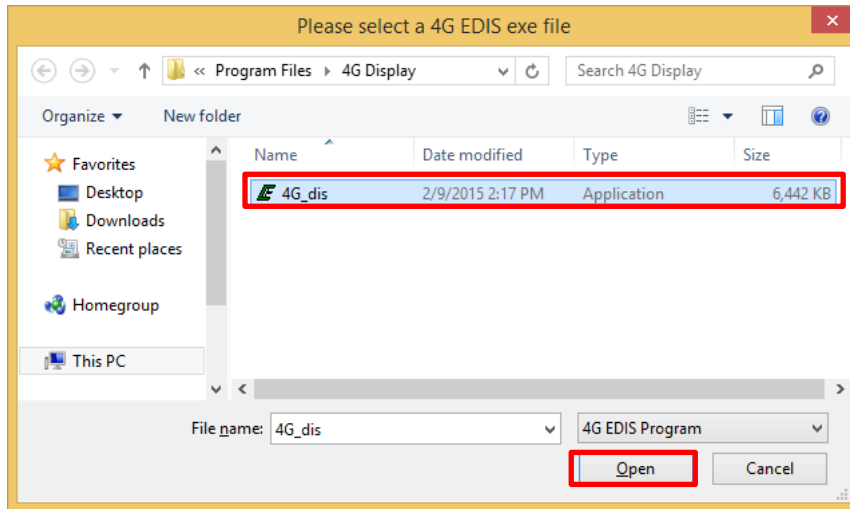 Please select a 4G EDIS exe file
« Program Files 4G Display
Search 4G Display
Organize
New folder
Name Date modified Type Size
4G_dis 2/9/2015 2:17 PM Application 6,442 KB
Favorites
Desktop
Downloads
Recent places
Homegroup
This PC
File name: 4G_dis
4G EDIS Program
Open Cancel